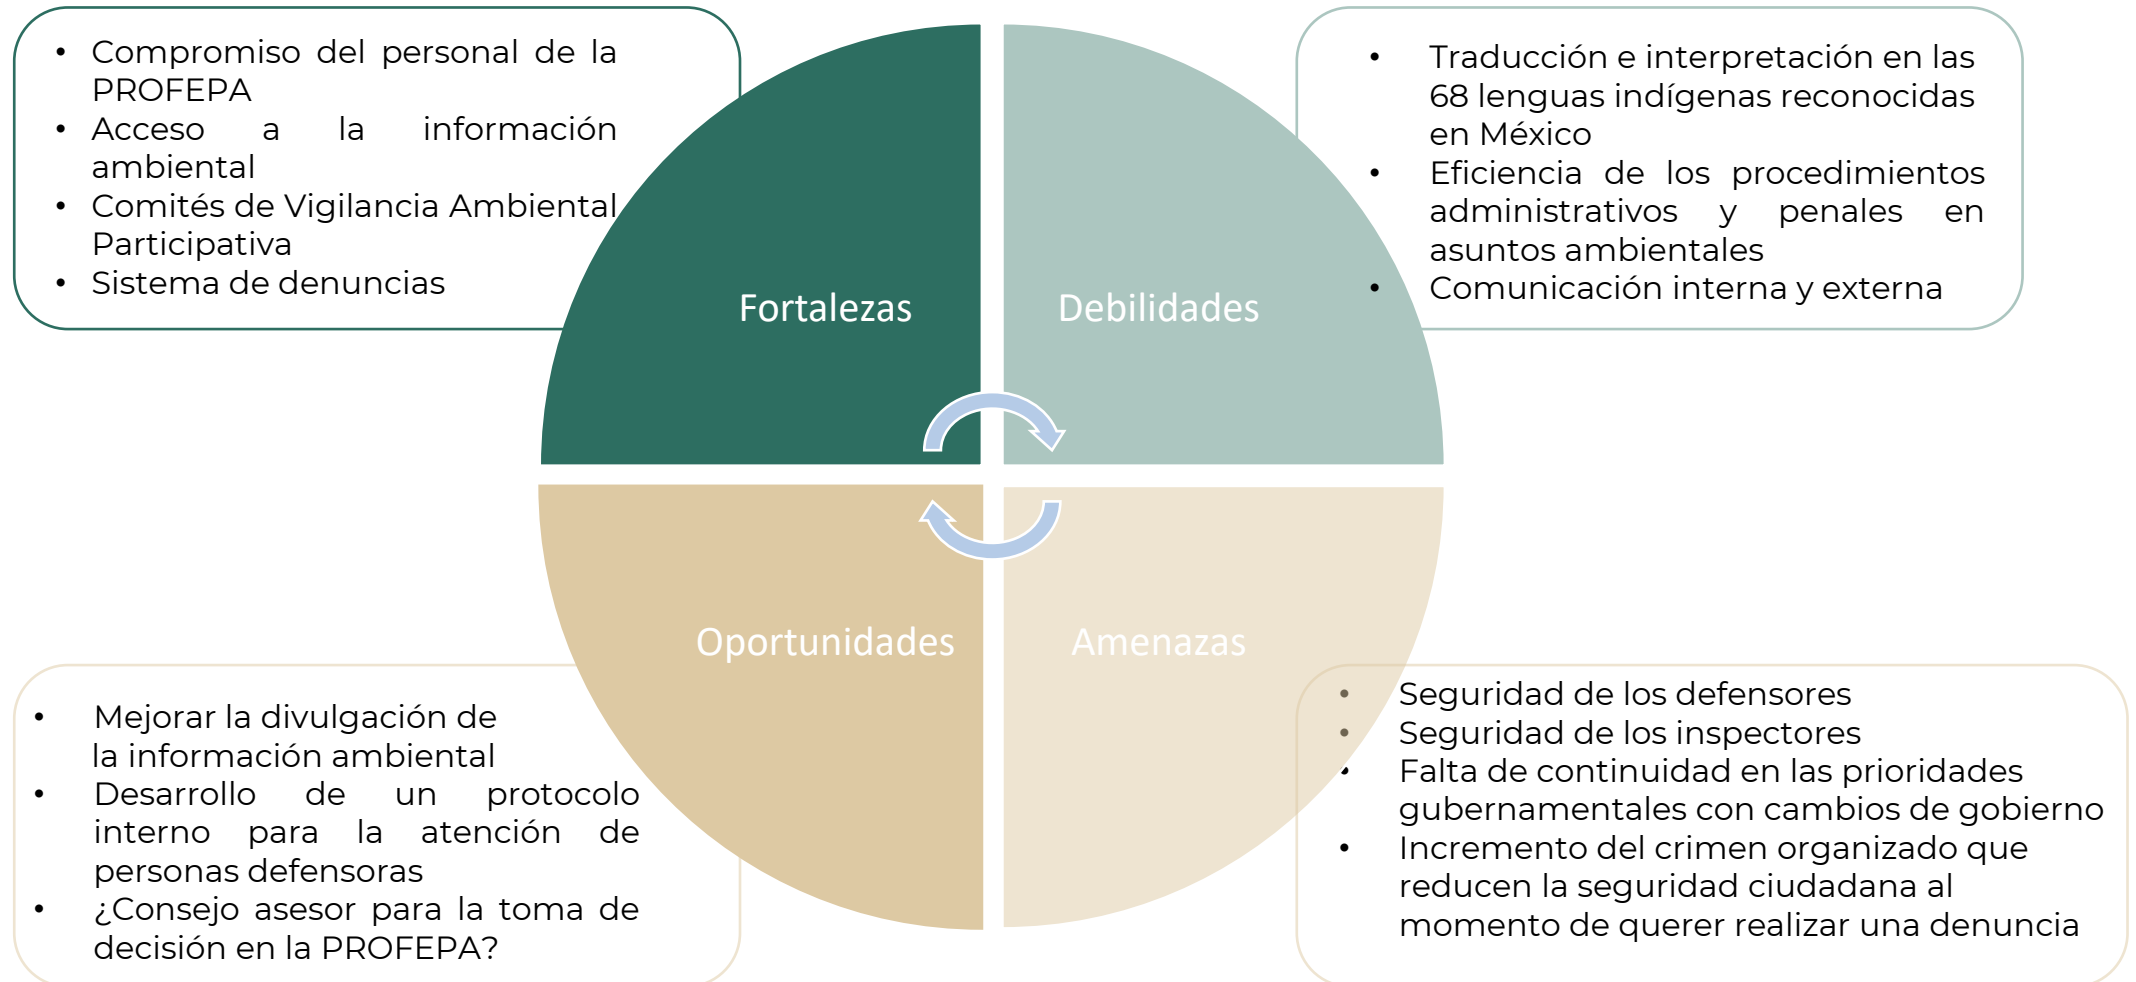 • Compromiso del personal de la
PROFEPA
• Acceso a la información
ambiental
• Comités de Vigilancia Ambiental
Participativa
• Sistema de denuncias
Fortalezas
Debilidades
• Traducción e interpretación en las
68 lenguas indígenas reconocidas
en México
• Eficiencia de los procedimientos
administrativos y penales en
asuntos ambientales
• Comunicación interna y externa
Oportunidades
Amenazas
• Mejorar la divulgación de
la información ambiental
• Desarrollo de un protocolo
interno para la atención de
personas defensoras
• ¿Consejo asesor para la toma de
decisión en la PROFEPA?
• Seguridad de los defensores
• Seguridad de los inspectores
• Falta de continuidad en las prioridades
gubernamentales con cambios de gobierno
• Incremento del crimen organizado que
reducen la seguridad ciudadana al
momento de querer realizar una denuncia